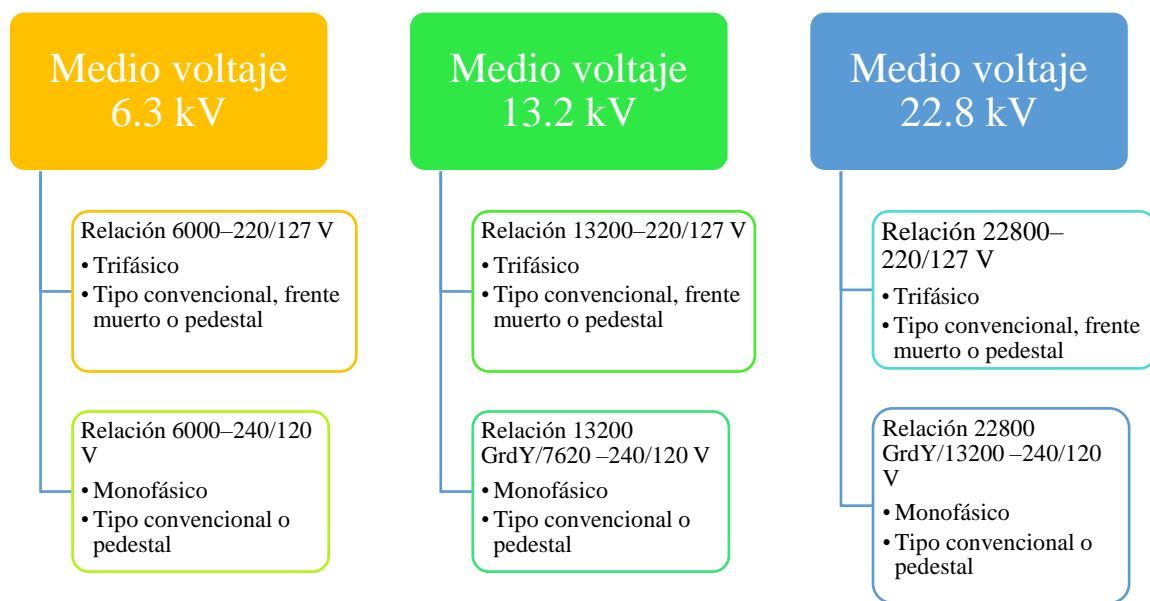 Medio voltaje
6.3 kV
Relación 6000–220/127 V
• Trifásico
• Tipo convencional, frente
muerto o pedestal
Relación 6000–240/120
V
• Monofásico
• Tipo convencional o
pedestal
Medio voltaje
13.2 kV
Relación 13200–220/127 V
• Trifásico
• Tipo convencional, frente
muerto o pedestal
Relación 13200
GrdY/7620 –240/120 V
• Monofásico
• Tipo convencional o
pedestal
Medio voltaje
22.8 kV
Relación 22800–
220/127 V
• Trifásico
• Tipo convencional, frente
muerto o pedestal
Relación 22800
GrdY/13200 –240/120
V
• Monofásico
• Tipo convencional o
pedestal